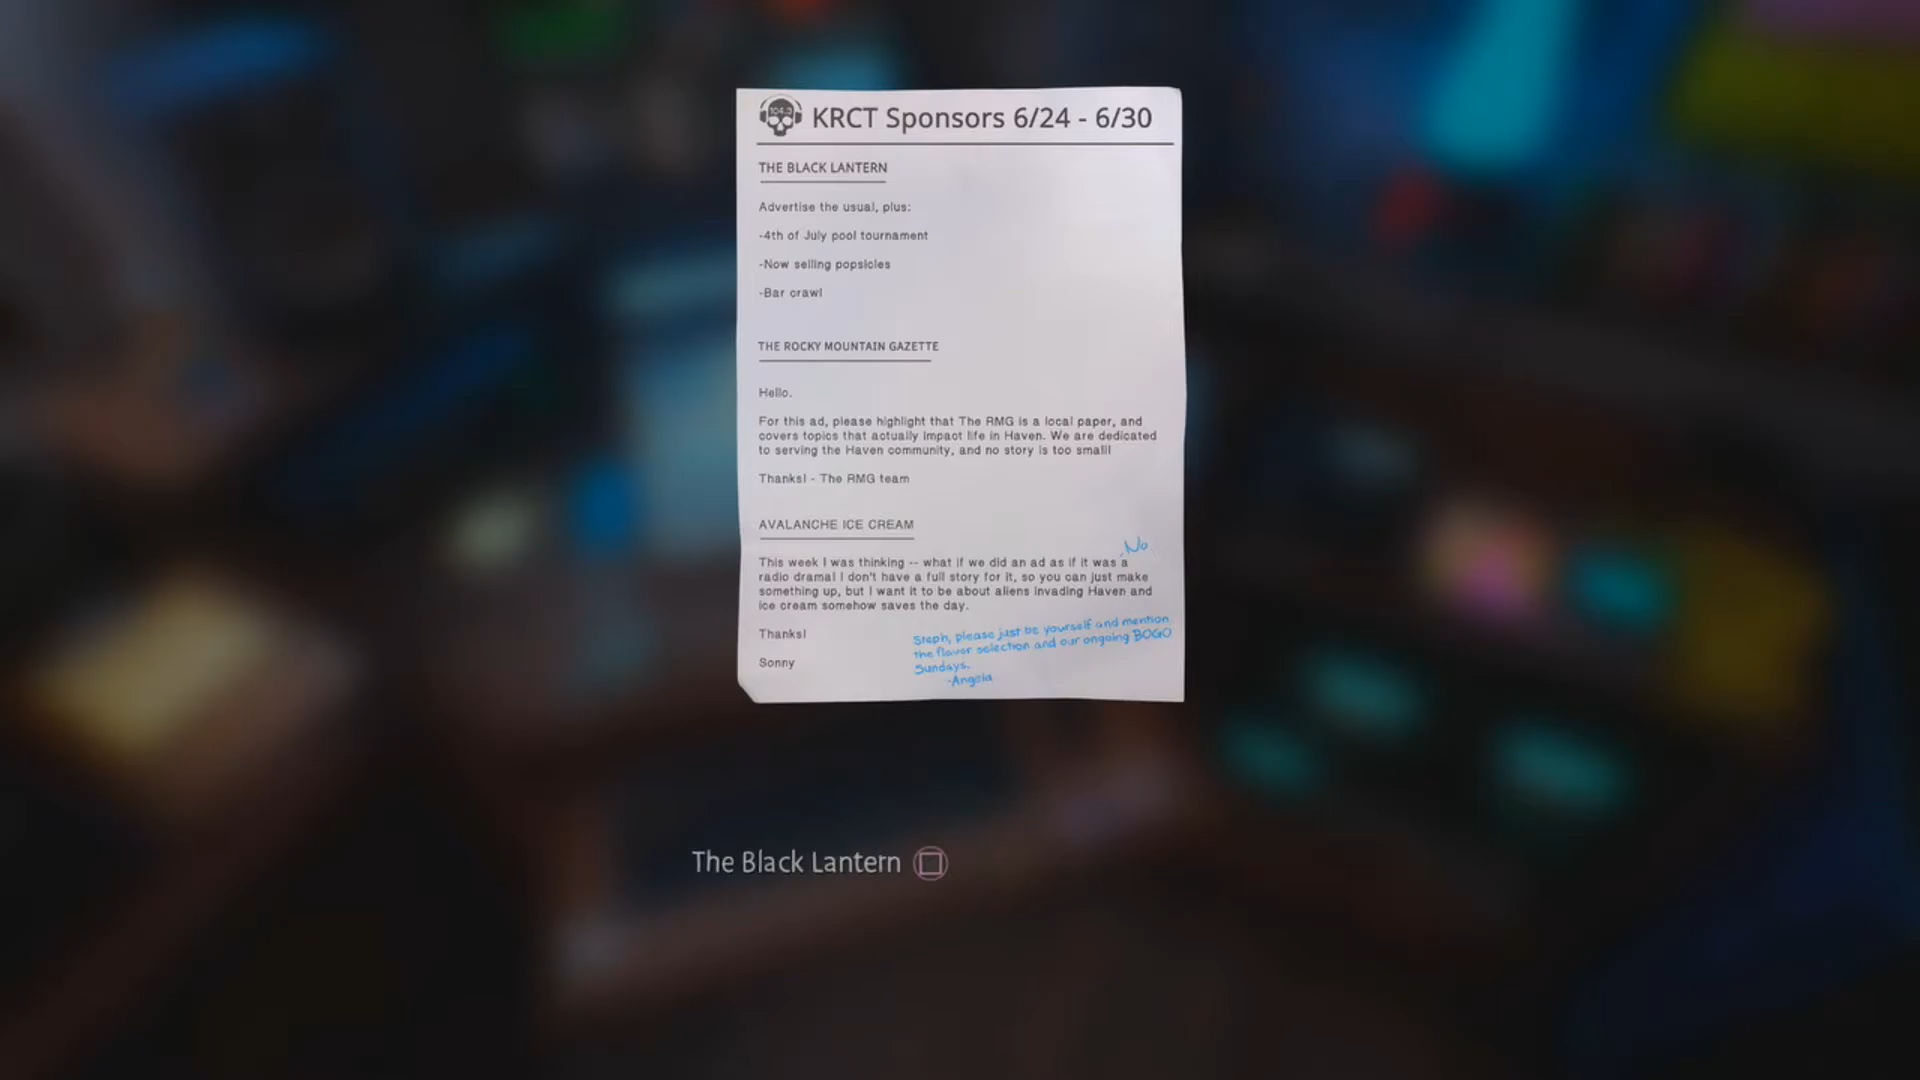 104.3
KRCT Sponsors 6/24 - 6/30
THE BLACK LANTERN
Advertise the usual, plus:
-4th of July pool tournament
-Now selling popsicles
-Bar crawl
THE ROCKY MOUNTAIN GAZETTE
Hello.
For this ad, please highlight that The RMG is a local paper, and
covers topics that actually impact life in Haven. We are dedicated
to serving the Haven community, and no story is too small!
Thanks! - The RMG team
AVALANCHE ICE CREAM
No
This week I was thinking -- what if we did an ad as if it was a
radio drama! I don't have a full story for it, so you can just make
something up, but I want it to be about aliens invading Haven and
ice cream somehow saves the day.
Thanks!
Sonny
Steph, please just be yourself and mention
the flavor selection and our ongoing BOGO
Sundays.
-Angela
The Black Lantern